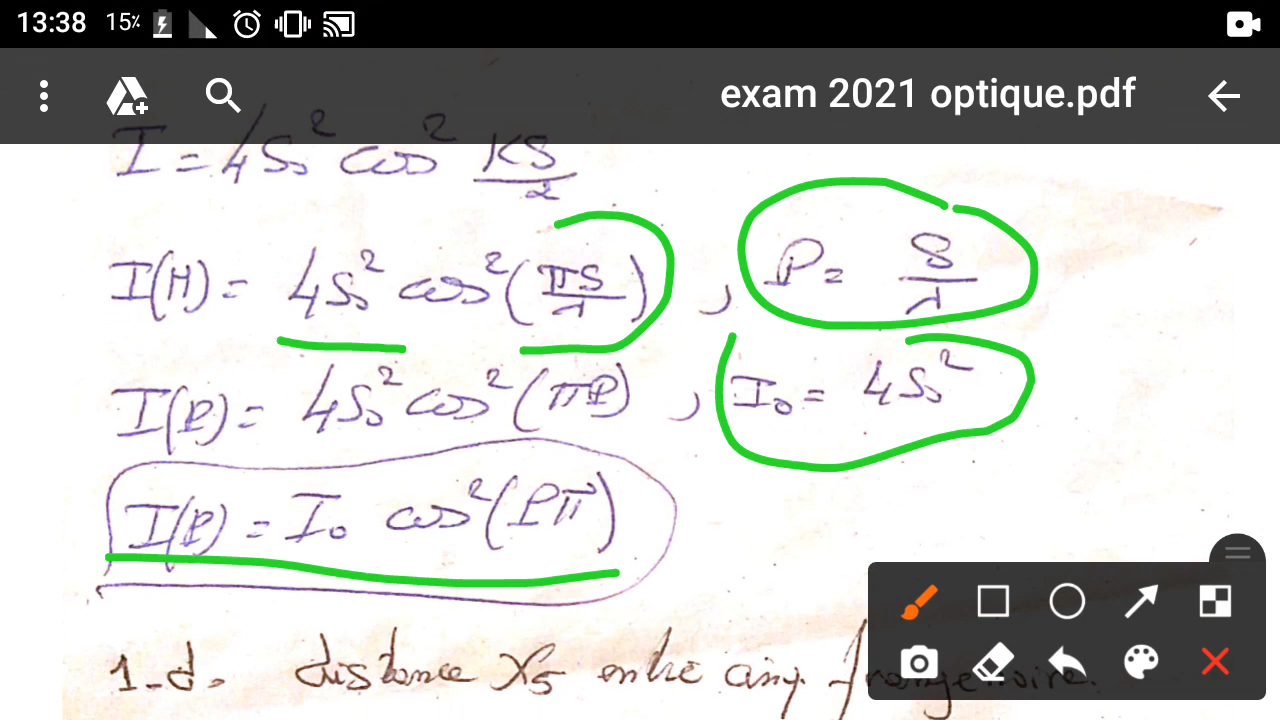 13:38 15%
exam 2021 optique.pdf
I = 4S₀² cos² KS/2
I(M) = 4S₀² cos²(πS/λ), P = S/λ
I(P) = 4S₀² cos²(πP), I₀ = 4S₀²
I(P) = I₀ cos²(Pπ)
1-d. distance X₅ entre cinq frange noire.